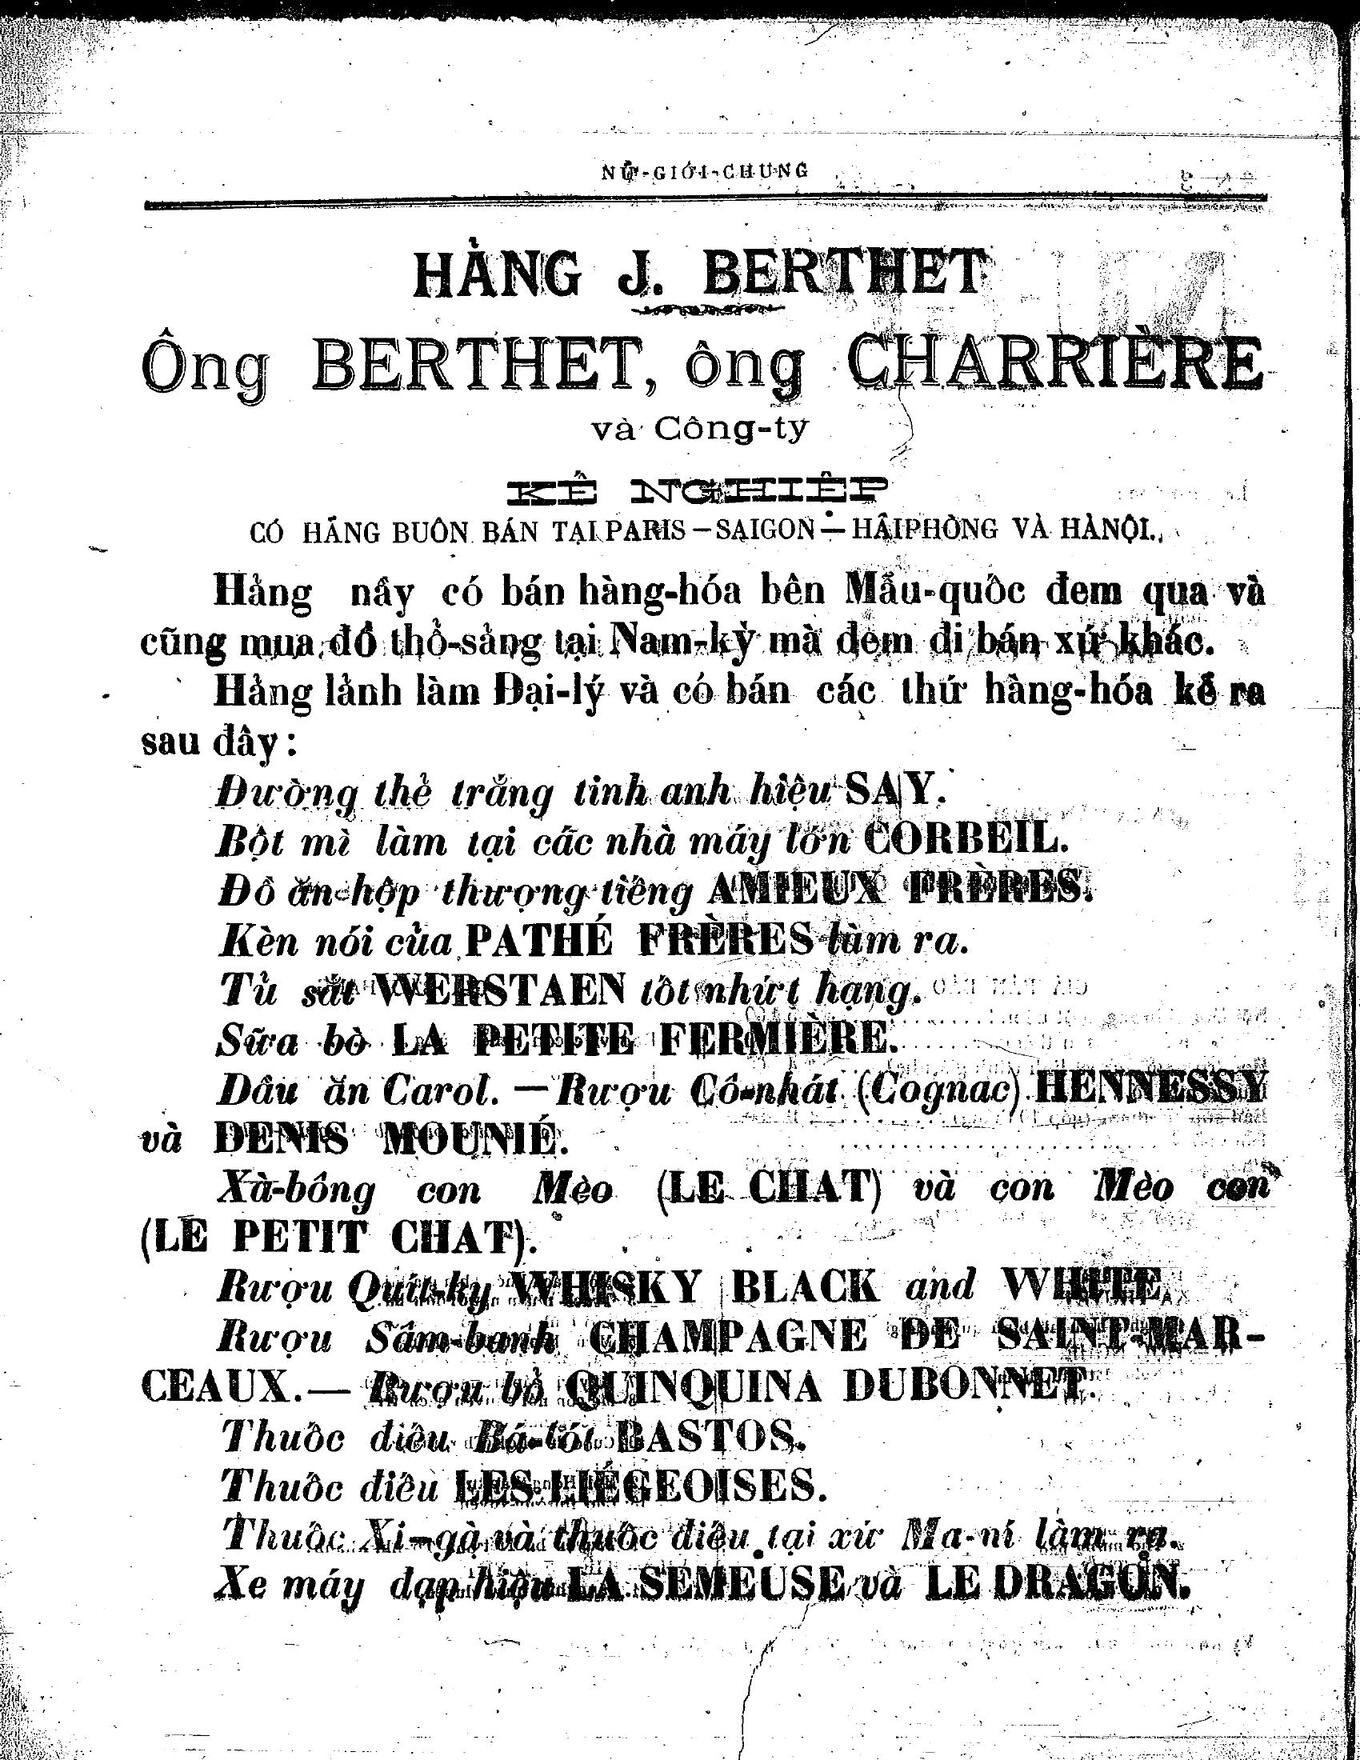 NỮ-GIỚI-CHUNG
HẢNG J. BERTHET
Ông BERTHET, ông CHARRIÈRE
và Công-ty
KẾ NGHIỆP
CÓ HẢNG BUÔN BÁN TẠI PARIS — SAIGON — HẢIPHÒNG VÀ HÀNỘI.
Hảng nầy có bán hàng-hóa bên Mẩu-quốc đem qua và
cũng mua đồ thổ-sảng tại Nam-kỳ mà đem đi bán xứ khác.
Hảng lảnh làm Đại-lý và có bán các thứ hàng-hóa kể ra
sau đây :
Đường thẻ trắng tinh anh hiệu SAY.
Bột mì làm tại các nhà máy lớn CORBEIL.
Đồ ăn hộp thượng tiếng AMIEUX FRÈRES.
Kèn nói của PATHÉ FRÈRES làm ra.
Tủ sắt WERSTAEN tốt nhứt hạng.
Sữa bò LA PETITE FERMIÈRE.
Dầu ăn Carol. — Rượu Cô-nhát (Cognac) HENNESSY
và DENIS MOUNIÉ.
Xà-bông con Mèo (LE CHAT) và con Mèo con
(LE PETIT CHAT).
Rượu Quít-ky WHISKY BLACK and WHITE.
Rượu Sâm-banh CHAMPAGNE DE SAINT-MAR-
CEAUX. — Rượu bổ QUINQUINA DUBONNET.
Thuốc điếu Bá-tót BASTOS.
Thuốc điếu LES LIÉGEOISES.
Thuốc Xi-gà và thuốc điếu tại xứ Ma-ní làm ra.
Xe máy đạp hiệu LA SEMEUSE và LE DRAGON.